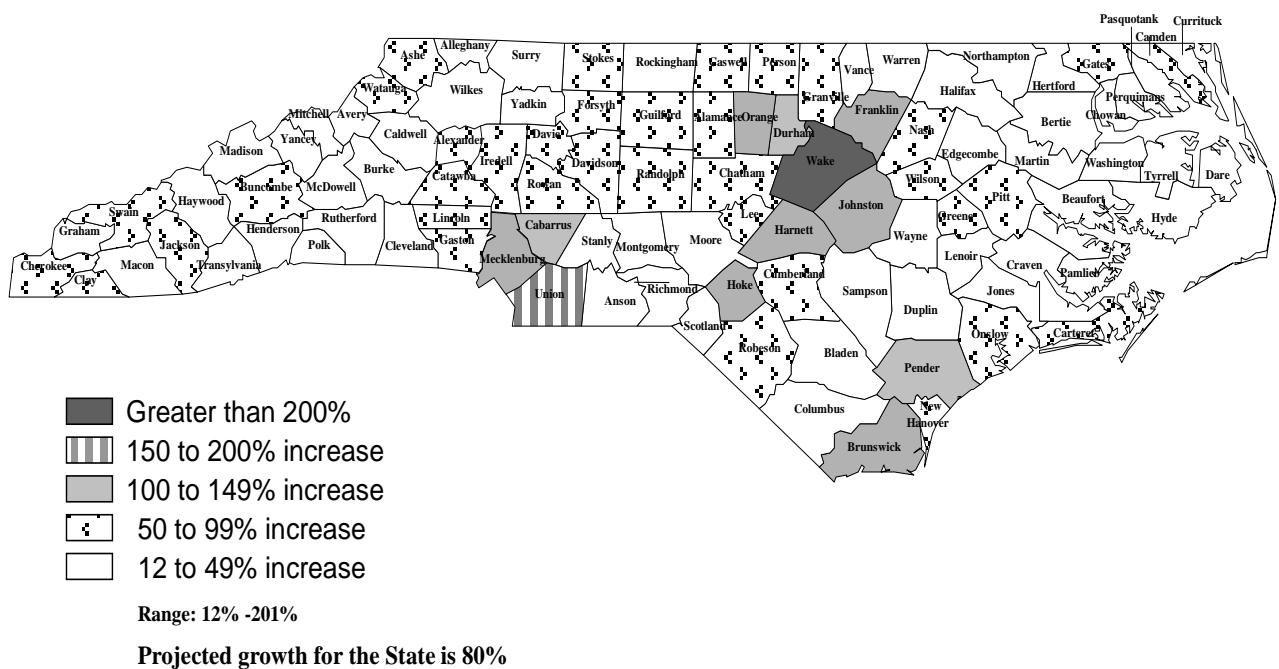 Pasquotank
Currituck
Camden
Alleghany
Ashe
Surry
Stokes
Rockingham
Caswell
Person
Granville
Vance
Warren
Northampton
Gates
Hertford
Halifax
Perquimans
Chowan
Bertie
Watauga
Wilkes
Yadkin
Forsyth
Guilford
Alamance
Orange
Durham
Franklin
Nash
Edgecombe
Martin
Washington
Tyrrell
Dare
Mitchell
Avery
Yancey
Caldwell
Alexander
Iredell
Davie
Davidson
Randolph
Chatham
Wake
Wilson
Pitt
Beaufort
Hyde
Madison
Burke
McDowell
Catawba
Rowan
Buncombe
Haywood
Swain
Graham
Jackson
Henderson
Rutherford
Polk
Cleveland
Lincoln
Gaston
Cabarrus
Mecklenburg
Stanly
Montgomery
Moore
Lee
Harnett
Johnston
Wayne
Greene
Lenoir
Craven
Pamlico
Jones
Cherokee
Clay
Macon
Transylvania
Union
Anson
Richmond
Scotland
Hoke
Cumberland
Sampson
Duplin
Onslow
Carteret
Robeson
Bladen
Pender
Columbus
New
Hanover
Brunswick
Greater than 200%
150 to 200% increase
100 to 149% increase
50 to 99% increase
12 to 49% increase
Range: 12% -201%
Projected growth for the State is 80%